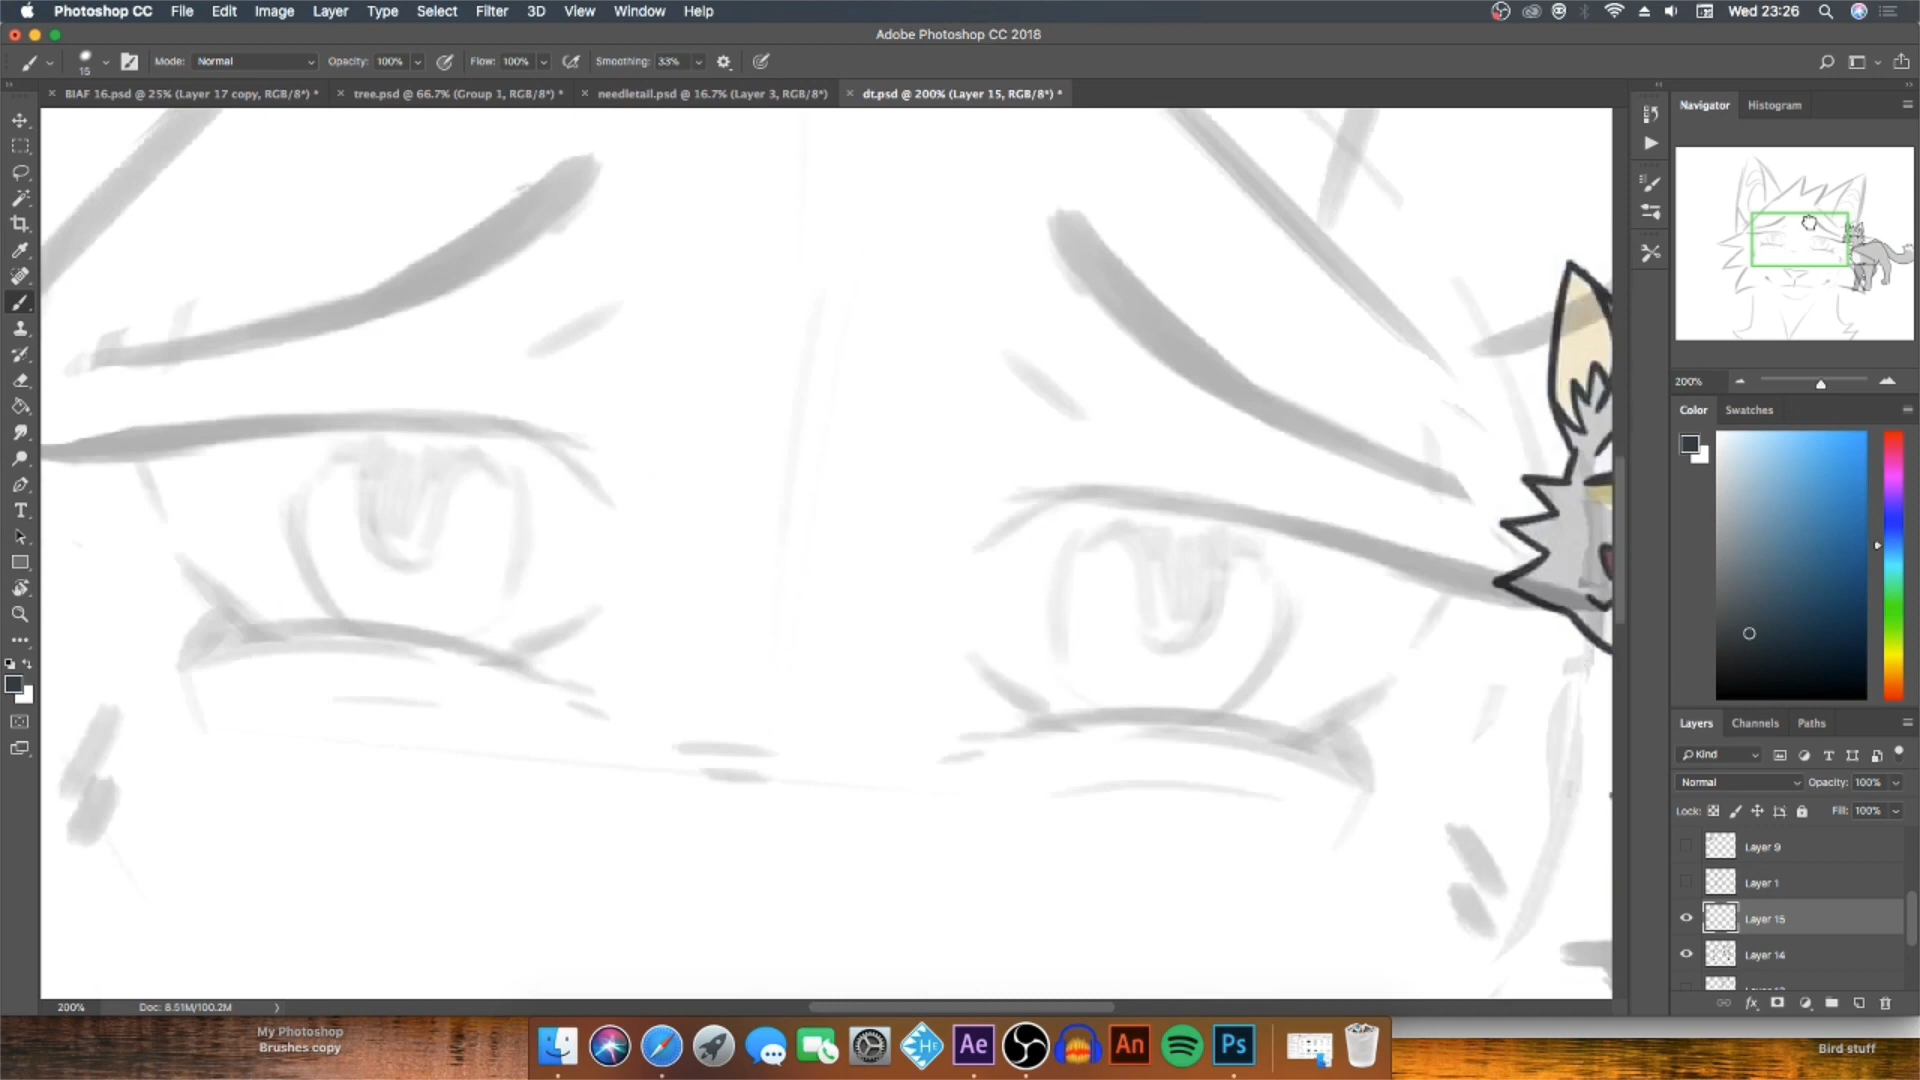 Photoshop CC File Edit Image Layer Type Select Filter 3D View Window Help Wed 23:26
Adobe Photoshop CC 2018
15 Mode: Normal Opacity: 100% Flow: 100% Smoothing: 33%
BIAF 16.psd @ 25% (Layer 17 copy, RGB/8*) * tree.psd @ 66.7% (Group 1, RGB/8*) * needletail.psd @ 16.7% (Layer 3, RGB/8*) dt.psd @ 200% (Layer 15, RGB/8*) *
Navigator Histogram
200%
Color Swatches
Layers Channels Paths
Kind
Normal Opacity: 100%
Lock: Fill: 100%
Layer 9
Layer 1
Layer 15
Layer 14
200% Doc: 8.51M/100.2M
My Photoshop
Brushes copy
Ae An Ps
Bird stuff